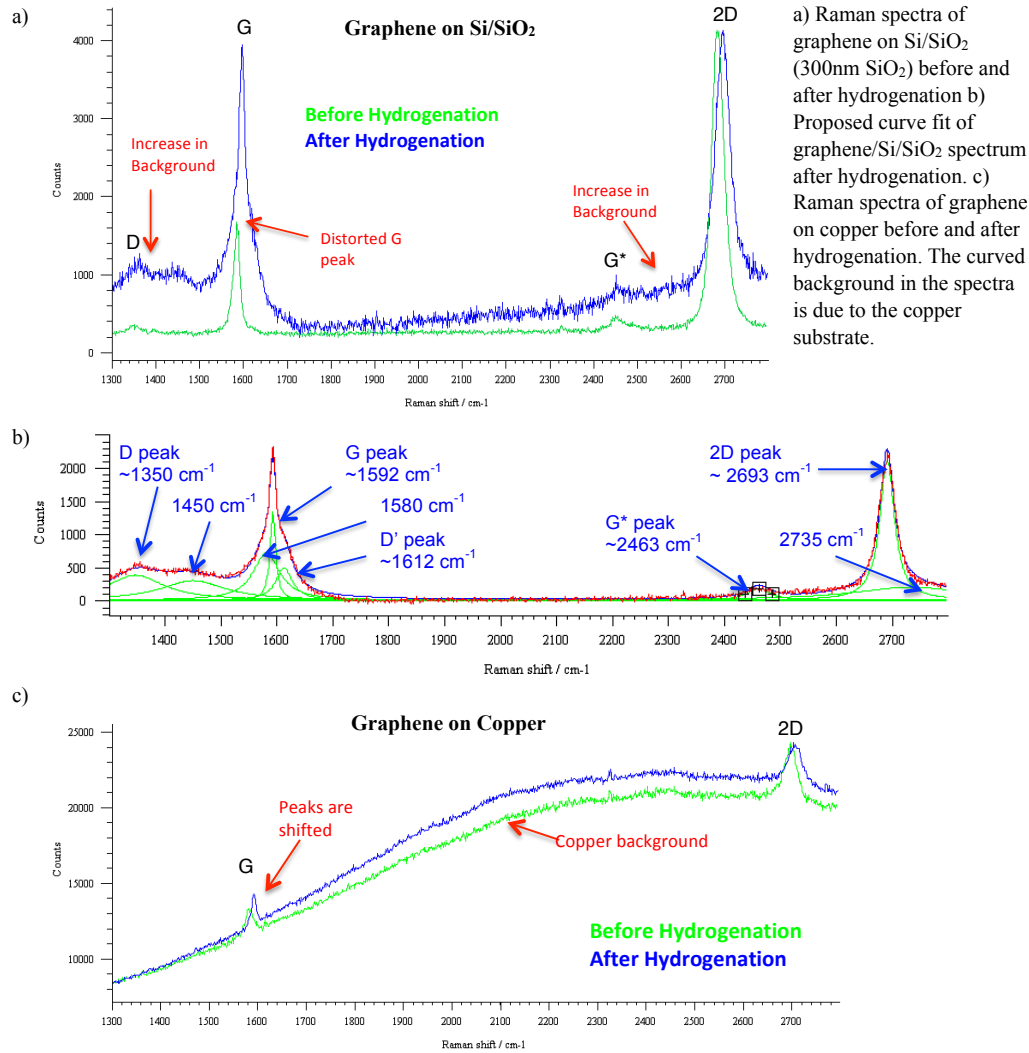 a)
Graphene on Si/SiO₂
G
2D
4000
3000
2000
1000
0
Counts
Before Hydrogenation
After Hydrogenation
Increase in
Background
D
Distorted G
peak
Increase in
Background
G*
1300 1400 1500 1600 1700 1800 1900 2000 2100 2200 2300 2400 2500 2600 2700
Raman shift / cm-1
a) Raman spectra of
graphene on Si/SiO₂
(300nm SiO₂) before and
after hydrogenation b)
Proposed curve fit of
graphene/Si/SiO₂ spectrum
after hydrogenation. c)
Raman spectra of graphene
on copper before and after
hydrogenation. The curved
background in the spectra
is due to the copper
substrate.
b)
2000
1500
1000
500
0
Counts
D peak
~1350 cm⁻¹
1450 cm⁻¹
G peak
~1592 cm⁻¹
1580 cm⁻¹
D' peak
~1612 cm⁻¹
2D peak
~ 2693 cm⁻¹
G* peak
~2463 cm⁻¹
2735 cm⁻¹
1400 1500 1600 1700 1800 1900 2000 2100 2200 2300 2400 2500 2600 2700
Raman shift / cm-1
c)
Graphene on Copper
2D
25000
20000
15000
10000
Counts
Peaks are
shifted
G
Copper background
Before Hydrogenation
After Hydrogenation
1300 1400 1500 1600 1700 1800 1900 2000 2100 2200 2300 2400 2500 2600 2700
Raman shift / cm-1